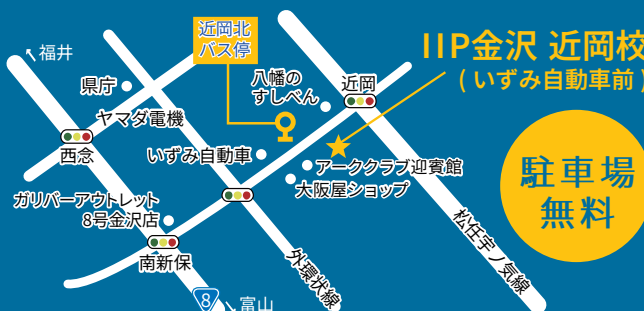 近岡北
バス停
IIP金沢 近岡校
( いずみ自動車前 )
福井
県庁
八幡の
すしべん
近岡
ヤマダ電機
西念
いずみ自動車
アーククラブ迎賓館
大阪屋ショップ
駐車場
無料
ガリバーアウトレット
8号金沢店
南新保
外環状線
松任宇ノ気線
8
富山